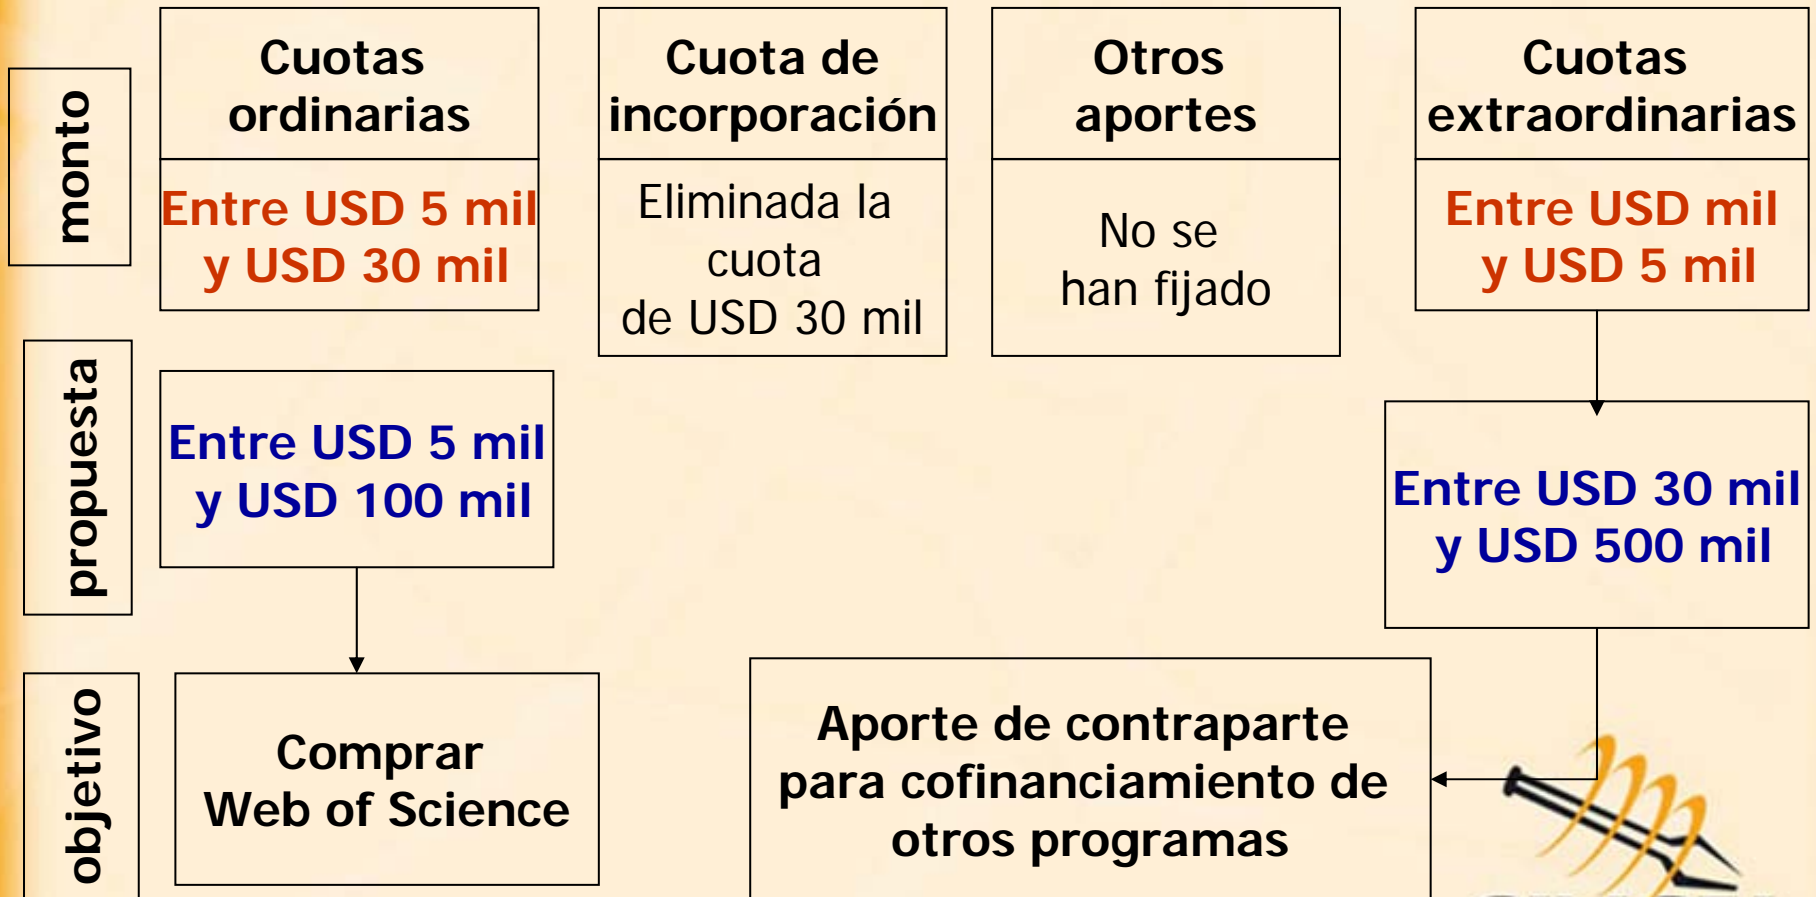 monto
Cuotas
ordinarias
Entre USD 5 mil
y USD 30 mil
Cuota de
incorporación
Eliminada la
cuota
de USD 30 mil
Otros
aportes
No se
han fijado
Cuotas
extraordinarias
Entre USD mil
y USD 5 mil
propuesta
Entre USD 5 mil
y USD 100 mil
Entre USD 30 mil
y USD 500 mil
objetivo
Comprar
Web of Science
Aporte de contraparte
para cofinanciamiento de
otros programas